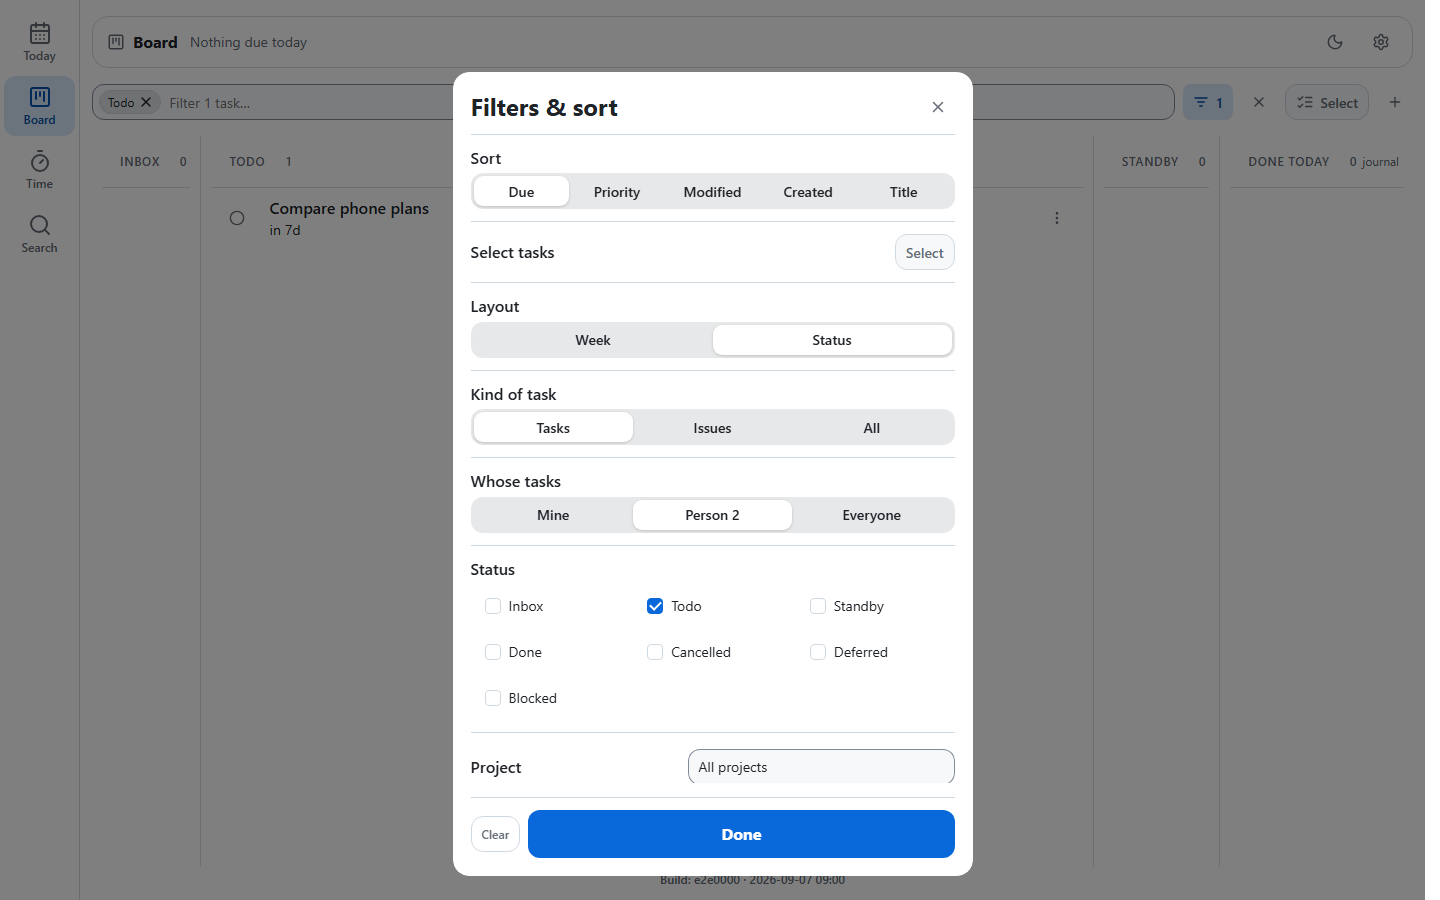 Today
Board
Time
Search
Board Nothing due today
Todo Filter 1 task...
1
Select
INBOX 0
TODO 1
STANDBY 0
DONE TODAY 0 journal
Compare phone plans
in 7d
Filters & sort
Sort
Due Priority Modified Created Title
Select tasks Select
Layout
Week Status
Kind of task
Tasks Issues All
Whose tasks
Mine Person 2 Everyone
Status
Inbox Todo Standby
Done Cancelled Deferred
Blocked
Project All projects
Clear Done
Build: e2e0000 · 2026-09-07 09:00